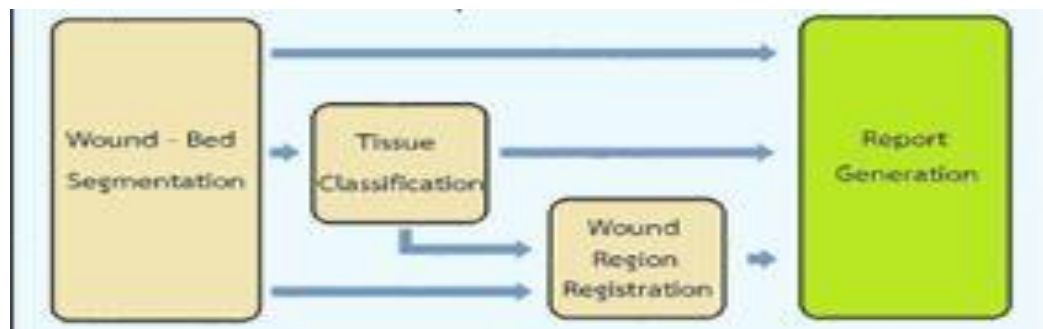 Wound - Bed
Segmentation
Tissue
Classification
Wound
Region
Registration
Report
Generation